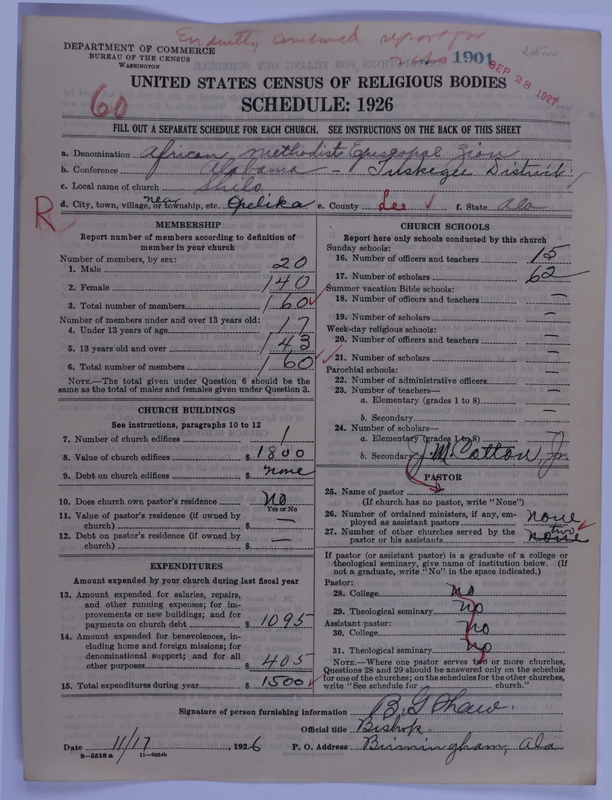 Evidently combined report for
1901
SEP 28 1927
DEPARTMENT OF COMMERCE
BUREAU OF THE CENSUS
WASHINGTON
UNITED STATES CENSUS OF RELIGIOUS BODIES
SCHEDULE: 1926
60
FILL OUT A SEPARATE SCHEDULE FOR EACH CHURCH. SEE INSTRUCTIONS ON THE BACK OF THIS SHEET
a. Denomination African Methodist Episcopal Zion
b. Conference Alabama - Tuskegee District
c. Local name of church Shilo
R
d. City, town, village, or township, etc. near Opelika e. County Lee ✓ f. State Ala
MEMBERSHIP
Report number of members according to definition of
member in your church
Number of members, by sex:
1. Male 20
2. Female 140
3. Total number of members 160
Number of members under and over 13 years old:
4. Under 13 years of age 17
5. 13 years old and over 143
6. Total number of members 160
NOTE.—The total given under Question 6 should be
same as the total of males and females given under Question 3.
CHURCH BUILDINGS
See instructions, paragraphs 10 to 12
7. Number of church edifices 1
8. Value of church edifices $ 1800
9. Debt on church edifices $ none
10. Does church own pastor's residence No
Yes or No
11. Value of pastor's residence (if owned by
church) $ —
12. Debt on pastor's residence (if owned by
church) $ —
EXPENDITURES
Amount expended by your church during last fiscal year
13. Amount expended for salaries, repairs,
and other running expenses; for im-
provements or new buildings; and for
payments on church debt $ 1095
14. Amount expended for benevolences, in-
cluding home and foreign missions; for
denominational support; and for all
other purposes $ 405
15. Total expenditures during year $ 1500
CHURCH SCHOOLS
Report here only schools conducted by this church
Sunday schools:
16. Number of officers and teachers 15
17. Number of scholars 62
Summer vacation Bible schools:
18. Number of officers and teachers —
19. Number of scholars —
Week-day religious schools:
20. Number of officers and teachers —
21. Number of scholars —
Parochial schools:
22. Number of administrative officers —
23. Number of teachers—
a. Elementary (grades 1 to 8) —
b. Secondary —
24. Number of scholars—
a. Elementary (grades 1 to 8) —
b. Secondary
J. M. Cotton, Jr.
PASTOR
25. Name of pastor
(If church has no pastor, write "None")
26. Number of ordained ministers, if any, em-
ployed as assistant pastors none
27. Number of other churches served by the
pastor or his assistants two none
If pastor (or assistant pastor) is a graduate of a college or
theological seminary, give name of institution below. (If
not a graduate, write "No" in the space indicated.)
Pastor:
28. College no
29. Theological seminary no
Assistant pastor:
30. College no
31. Theological seminary no
NOTE.—Where one pastor serves two or more churches,
Questions 28 and 29 should be answered only on the schedule
for one of the churches; on the schedules for the other churches,
write "See schedule for church."
Signature of person furnishing information B. G. Shaw.
Official title Bishop
Date 11/17, 1926 P. O. Address Birmingham, Ala
8—5518 a 11—9054b